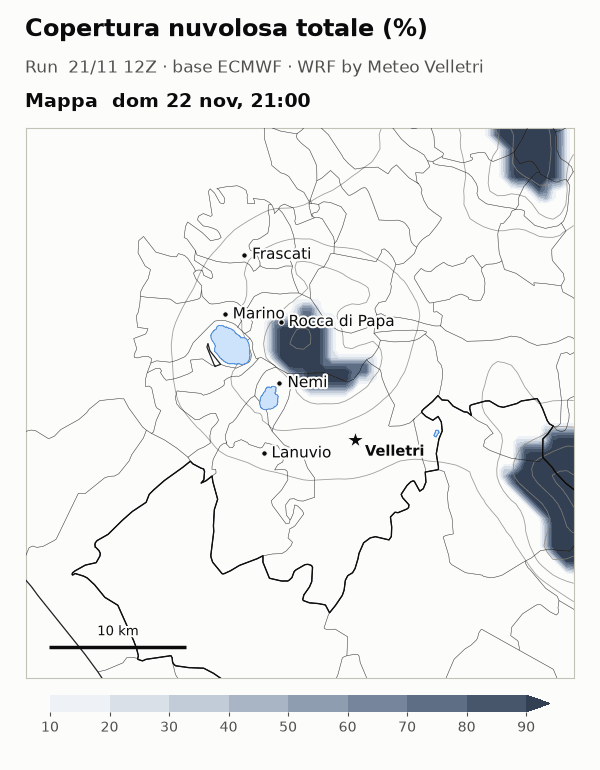 Copertura nuvolosa totale (%)
Run  21/11 12Z · base ECMWF · WRF by Meteo Velletri
Mappa  dom 22 nov, 21:00
Frascati
Marino
Rocca di Papa
Nemi
Velletri
Lanuvio
10 km
10 20 30 40 50 60 70 80 90